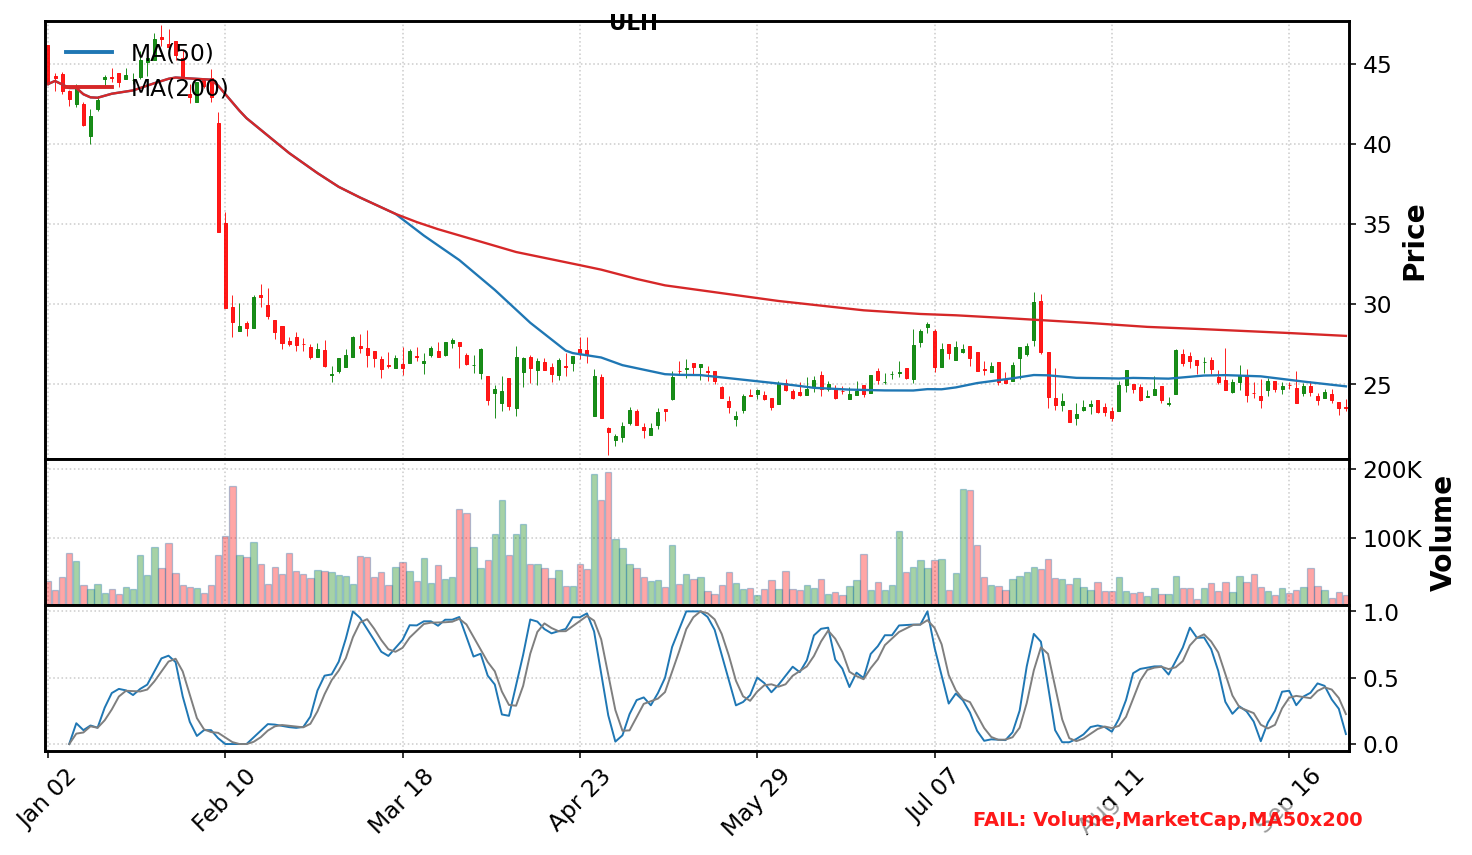 ULH
MA(50)
MA(200)
45
40
35
30
25
Price
200K
100K
Volume
1.0
0.5
0.0
Jan 02
Feb 10
Mar 18
Apr 23
May 29
Jul 07
Aug 11
Sep 16
FAIL: Volume,MarketCap,MA50x200